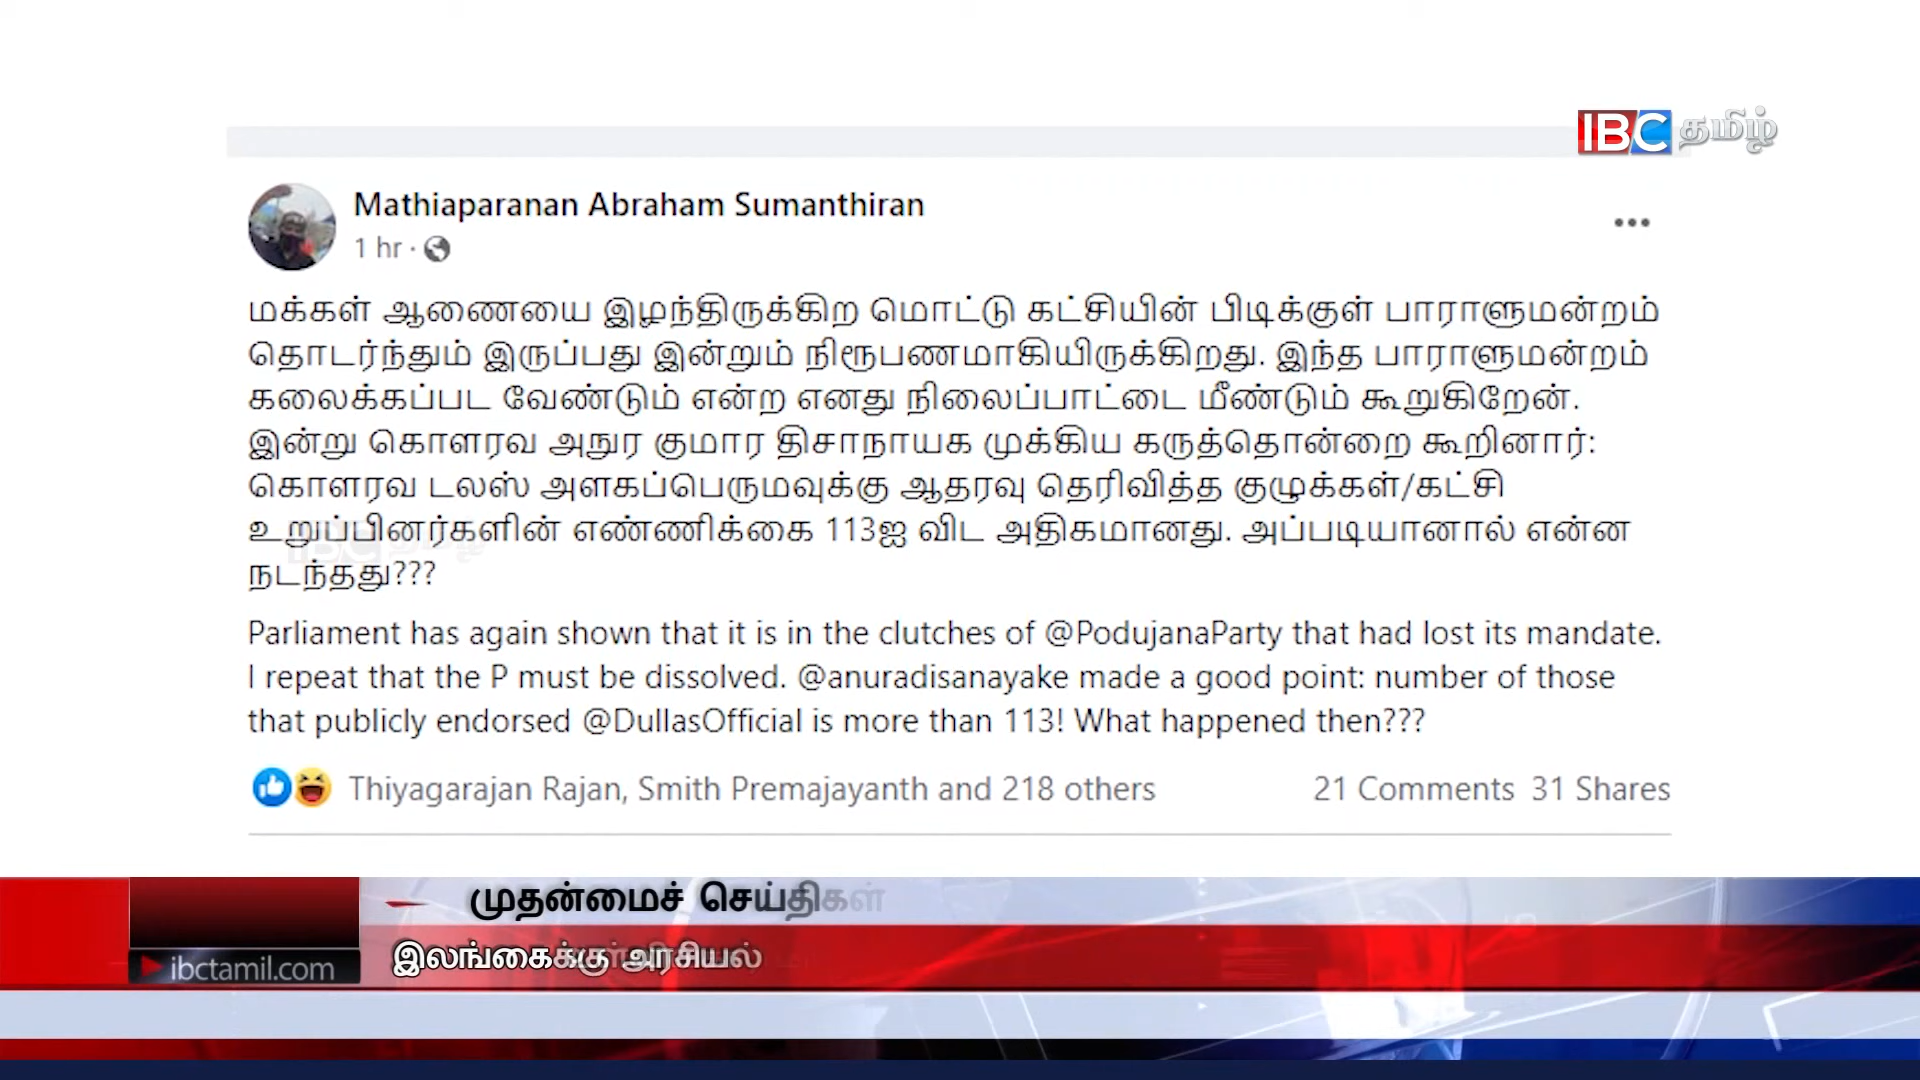 IBC தமிழ்
Mathiaparanan Abraham Sumanthiran
1 hr ·
மக்கள் ஆணையை இழந்திருக்கிற மொட்டு கட்சியின் பிடிக்குள் பாராளுமன்றம்
தொடர்ந்தும் இருப்பது இன்றும் நிரூபணமாகியிருக்கிறது. இந்த பாராளுமன்றம்
கலைக்கப்பட வேண்டும் என்ற எனது நிலைப்பாட்டை மீண்டும் கூறுகிறேன்.
இன்று கௌரவ அநுர குமார திசாநாயக முக்கிய கருத்தொன்றை கூறினார்:
கௌரவ டலஸ் அளகப்பெருமவுக்கு ஆதரவு தெரிவித்த குழுக்கள்/கட்சி
உறுப்பினர்களின் எண்ணிக்கை 113ஐ விட அதிகமானது. அப்படியானால் என்ன
நடந்தது???
Parliament has again shown that it is in the clutches of @PodujanaParty that had lost its mandate.
I repeat that the P must be dissolved. @anuradisanayake made a good point: number of those
that publicly endorsed @DullasOfficial is more than 113! What happened then???
Thiyagarajan Rajan, Smith Premajayanth and 218 others 21 Comments 31 Shares
முதன்மைச் செய்திகள்
ibctamil.com
இலங்கைக்கு அரசியல்